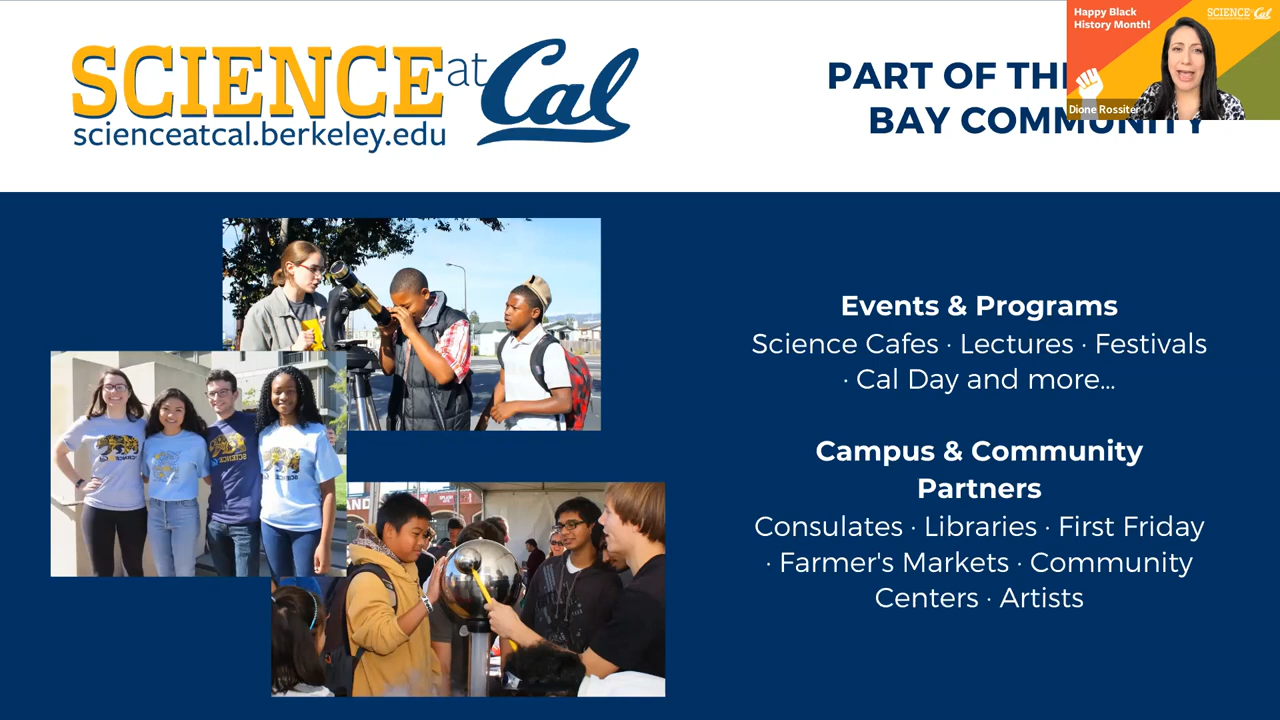 SCIENCE at Cal
scienceatcal.berkeley.edu
PART OF THE
BAY COMMUNITY
Happy Black
History Month!
SCIENCE at Cal
Dione Rossiter
Events & Programs
Science Cafes · Lectures · Festivals
· Cal Day and more...
Campus & Community
Partners
Consulates · Libraries · First Friday
· Farmer's Markets · Community
Centers · Artists